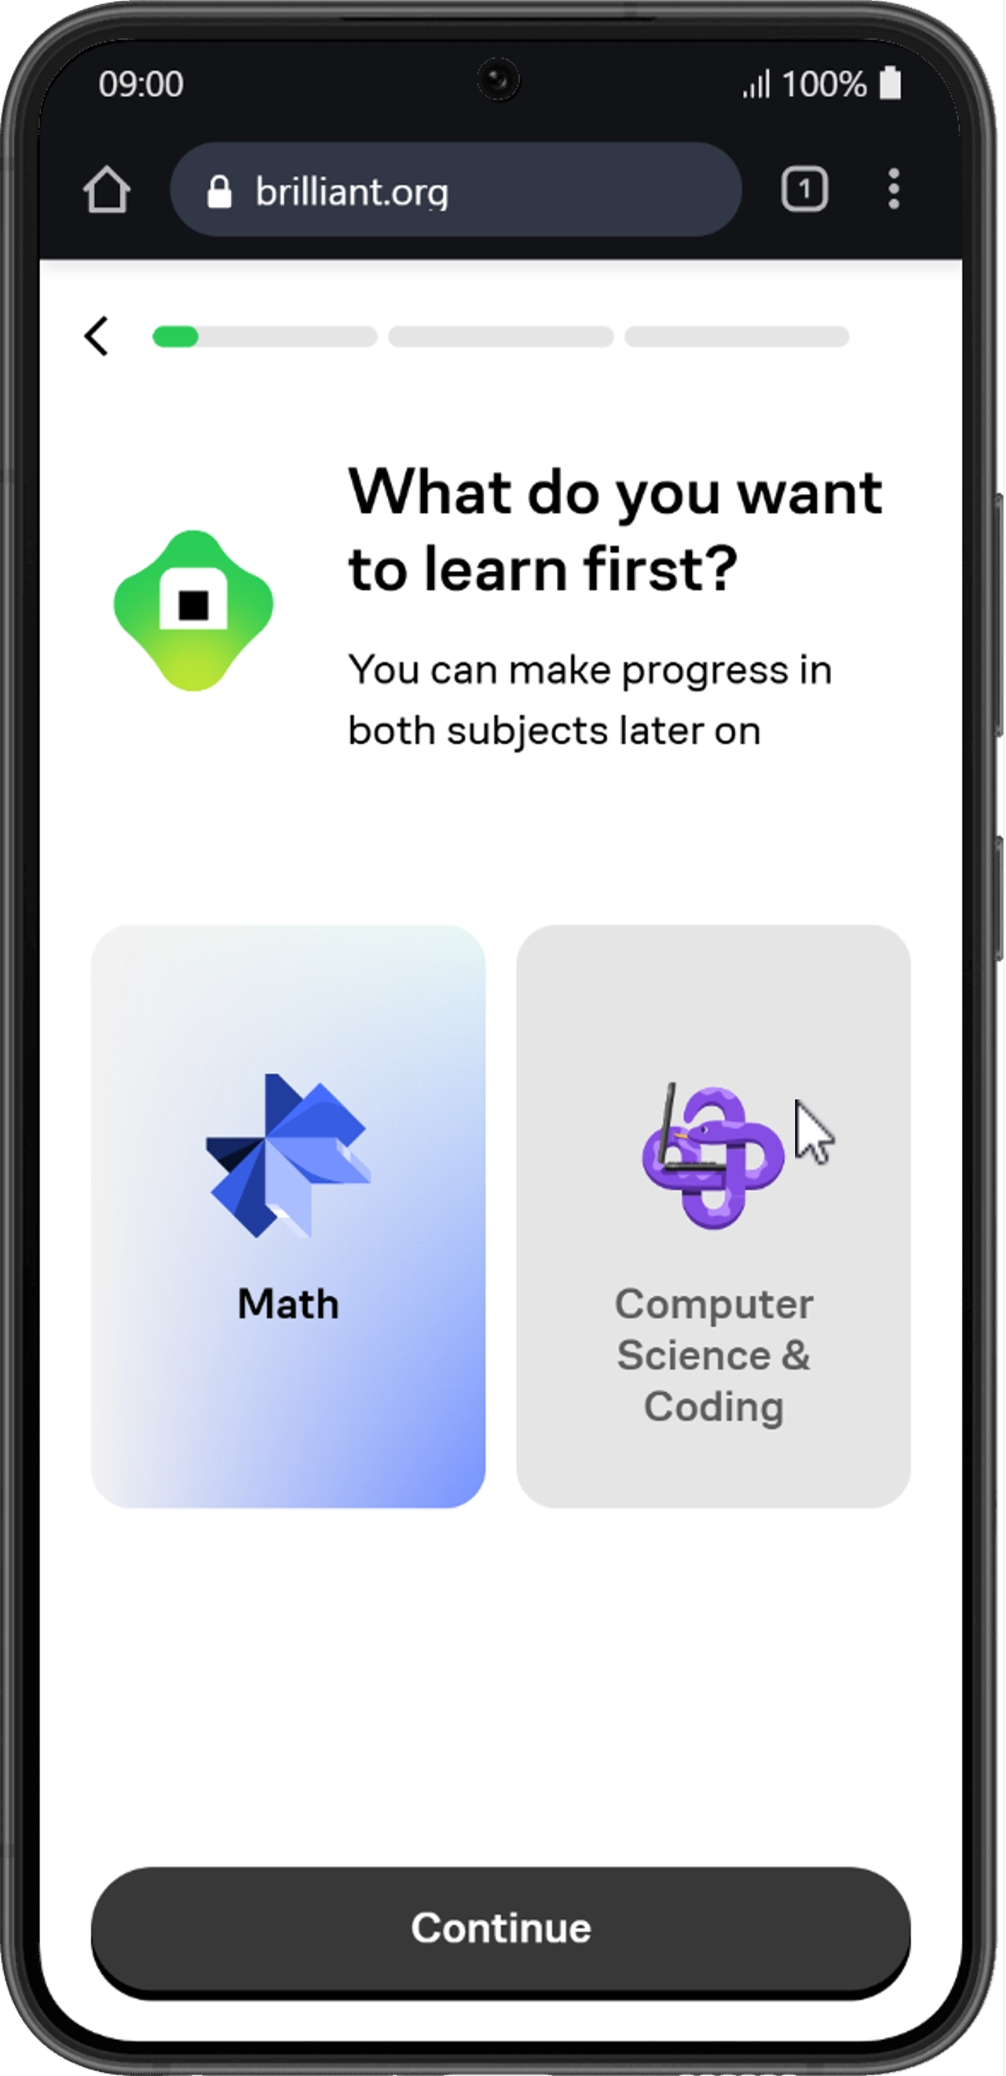 09:00
100%
brilliant.org
1
What do you want
to learn first?
You can make progress in
both subjects later on
Math
Computer
Science &
Coding
Continue